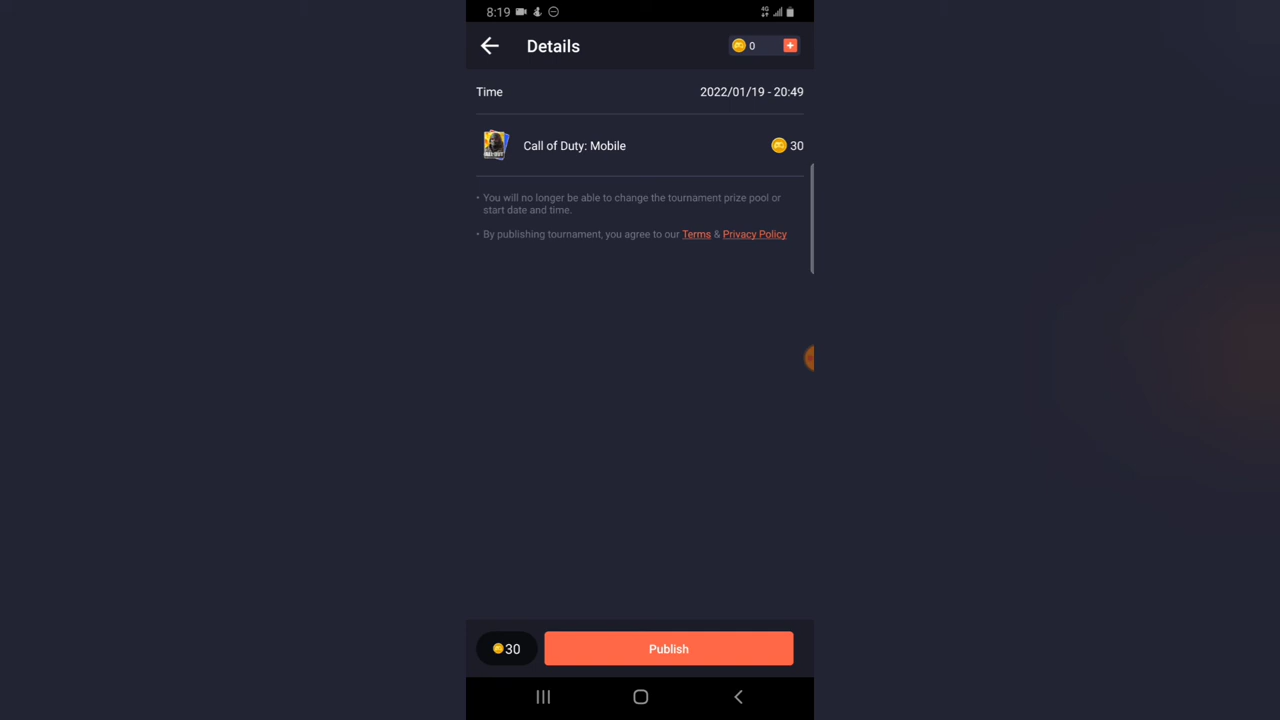 8:19
4G
Details
0
Time
2022/01/19 - 20:49
Call of Duty: Mobile
30
• You will no longer be able to change the tournament prize pool or
start date and time.
• By publishing tournament, you agree to our Terms & Privacy Policy
30
Publish